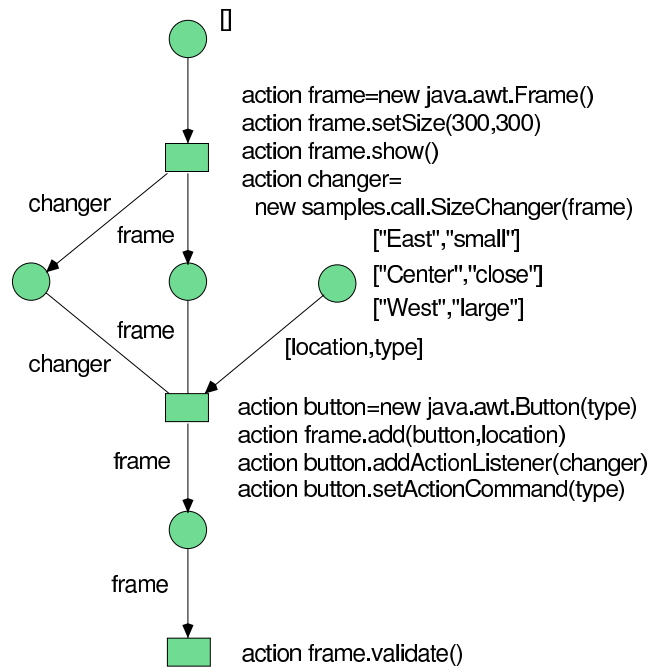 []
action frame=new java.awt.Frame()
action frame.setSize(300,300)
action frame.show()
action changer=
new samples.call.SizeChanger(frame)
changer
frame
["East","small"]
["Center","close"]
["West","large"]
frame
changer
[location,type]
action button=new java.awt.Button(type)
action frame.add(button,location)
action button.addActionListener(changer)
action button.setActionCommand(type)
frame
frame
action frame.validate()